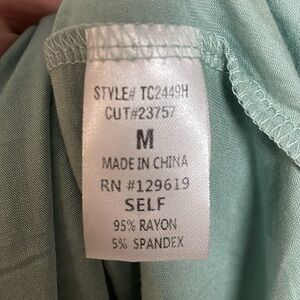 STYLE# TC2449H
CUT#23757
M
MADE IN CHINA
RN #129619
SELF
95% RAYON
5% SPANDEX